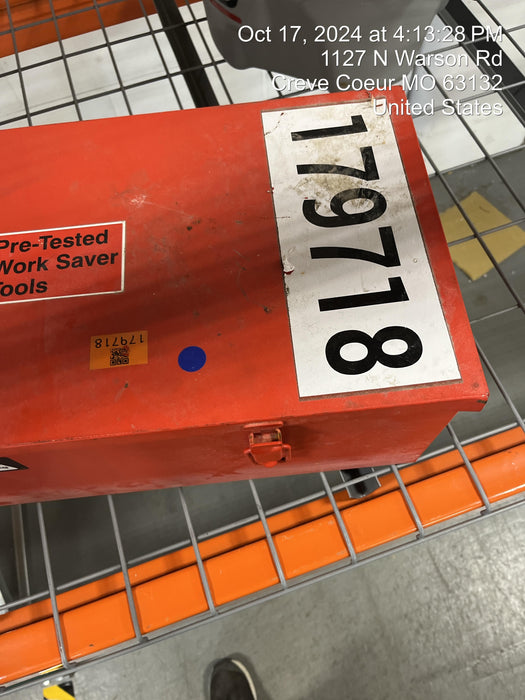 Oct 17, 2024 at 4:13:28 PM
1127 N Warson Rd
Creve Coeur MO 63132
United States
179718
Pre-Tested
Work Saver
Tools
179718